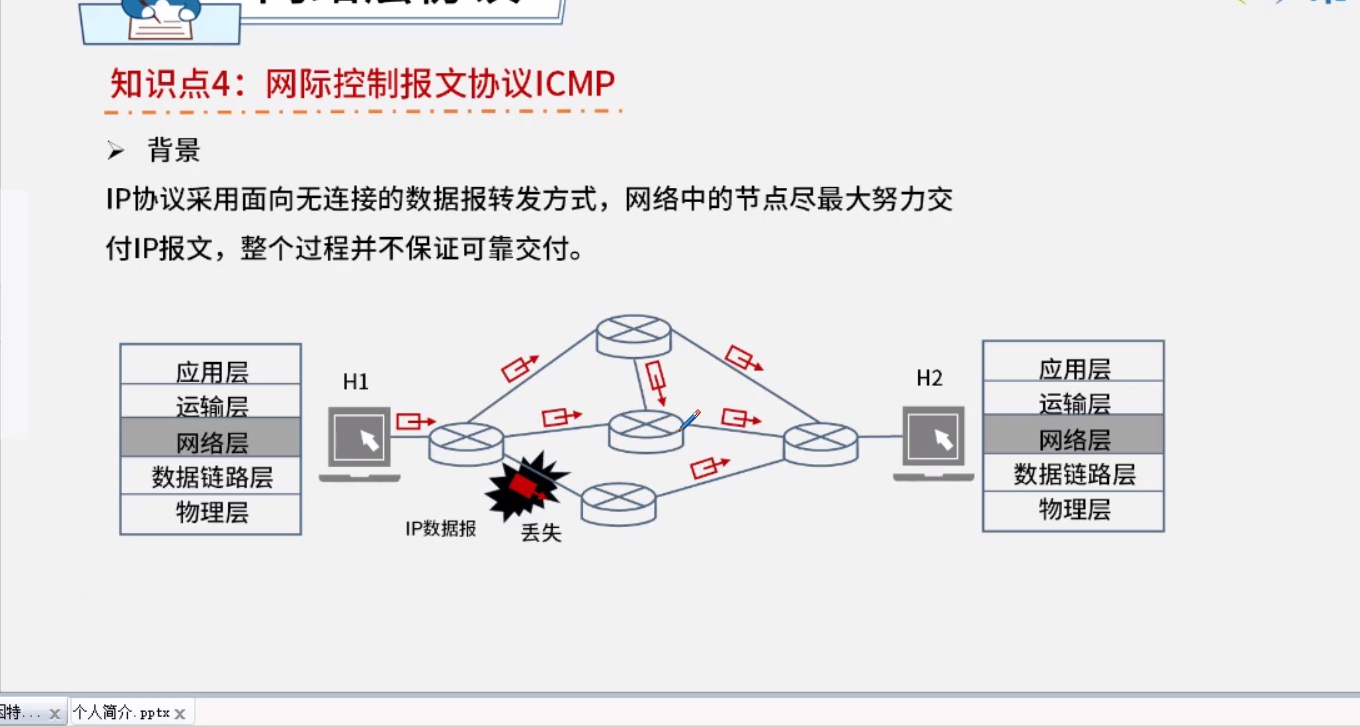 知识点4：网际控制报文协议ICMP
➢ 背景
IP协议采用面向无连接的数据报转发方式，网络中的节点尽最大努力交
付IP报文，整个过程并不保证可靠交付。
应用层
运输层
网络层
数据链路层
物理层
H1
IP数据报
丢失
H2
应用层
运输层
网络层
数据链路层
物理层
因特... x
个人简介.pptx x